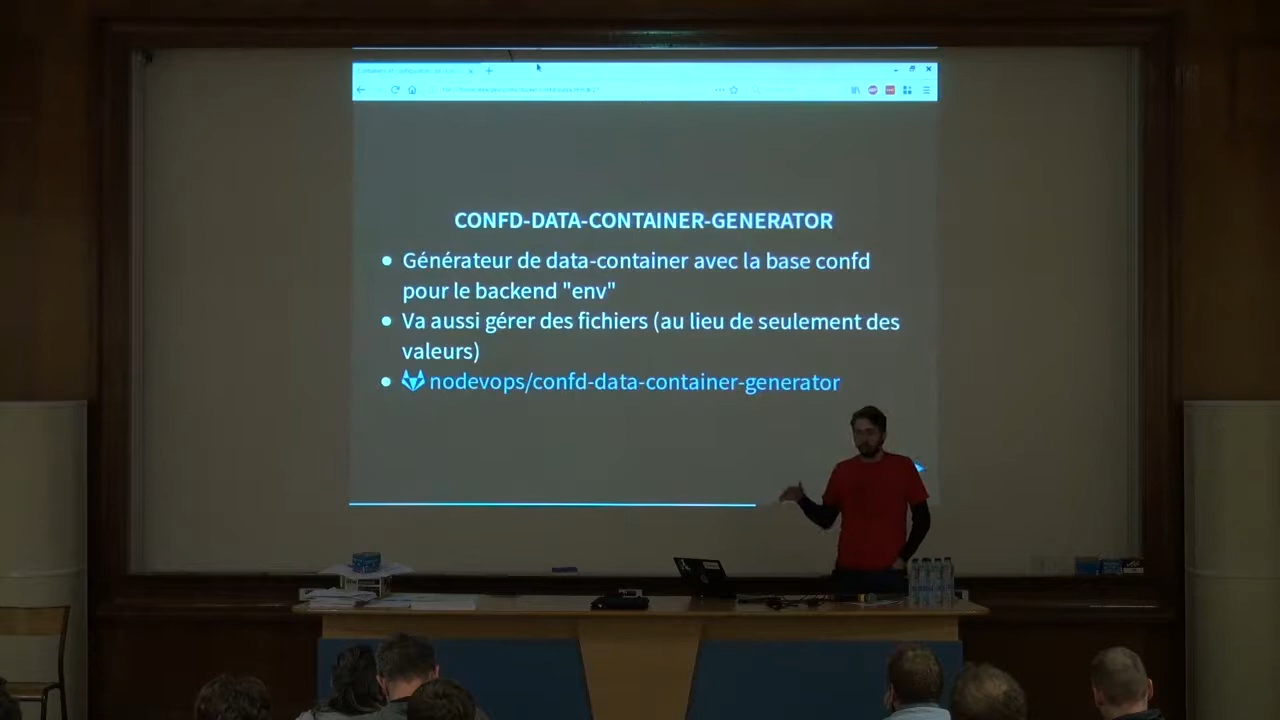 CONFD-DATA-CONTAINER-GENERATOR
Générateur de data-container avec la base confd
pour le backend "env"
Va aussi gérer des fichiers (au lieu de seulement des
valeurs)
nodevops/confd-data-container-generator